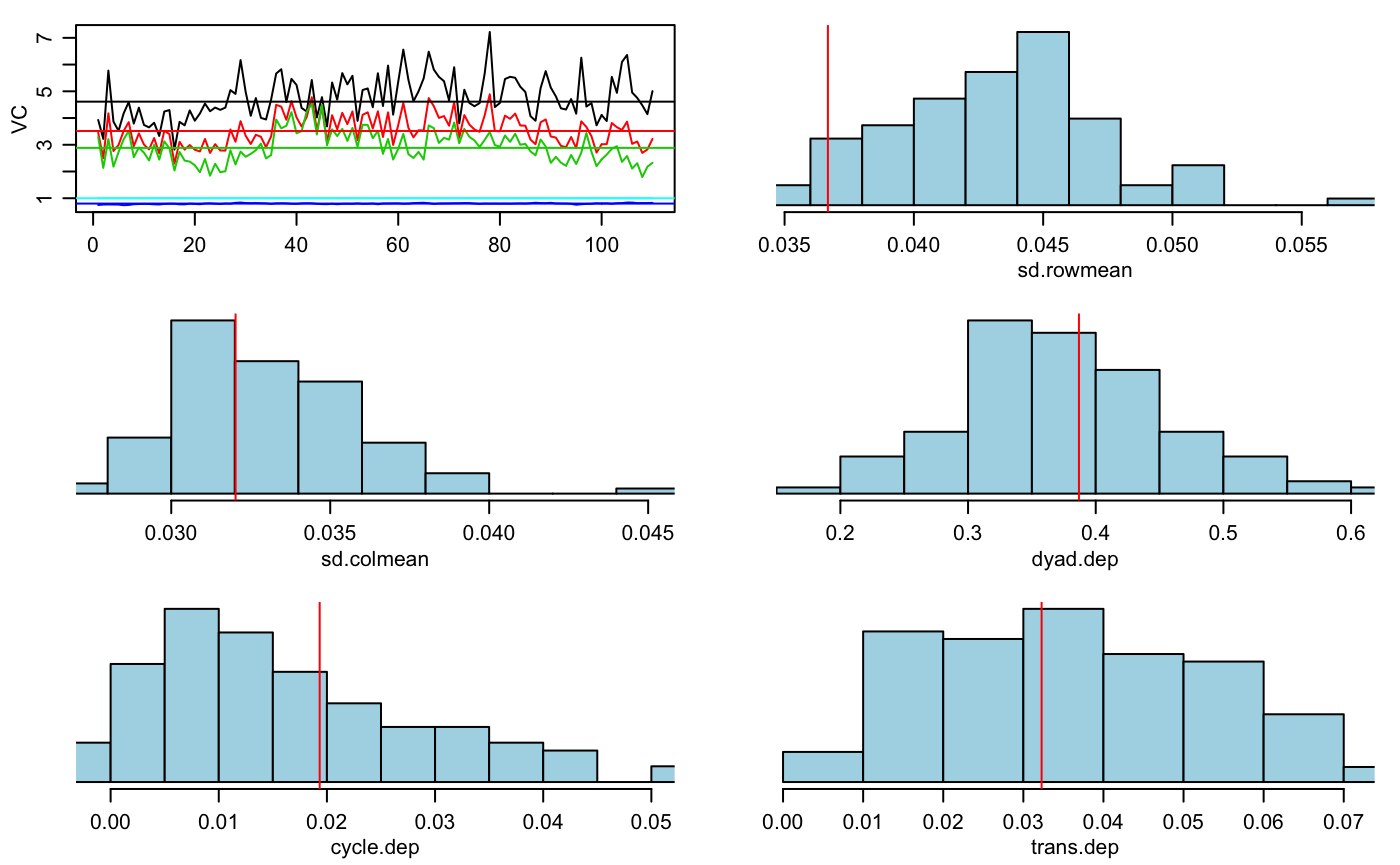 VC
7
5
3
1
0 20 40 60 80 100
0.035 0.040 0.045 0.050 0.055
sd.rowmean
0.030 0.035 0.040 0.045
sd.colmean
0.2 0.3 0.4 0.5 0.6
dyad.dep
0.00 0.01 0.02 0.03 0.04 0.05
cycle.dep
0.00 0.01 0.02 0.03 0.04 0.05 0.06 0.07
trans.dep